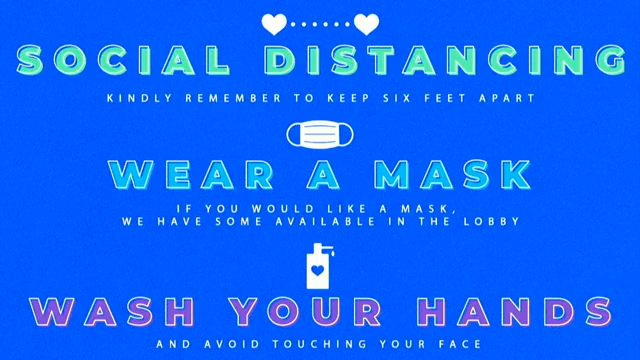 SOCIAL DISTANCING
KINDLY REMEMBER TO KEEP SIX FEET APART
WEAR A MASK
IF YOU WOULD LIKE A MASK,
WE HAVE SOME AVAILABLE IN THE LOBBY
WASH YOUR HANDS
AND AVOID TOUCHING YOUR FACE